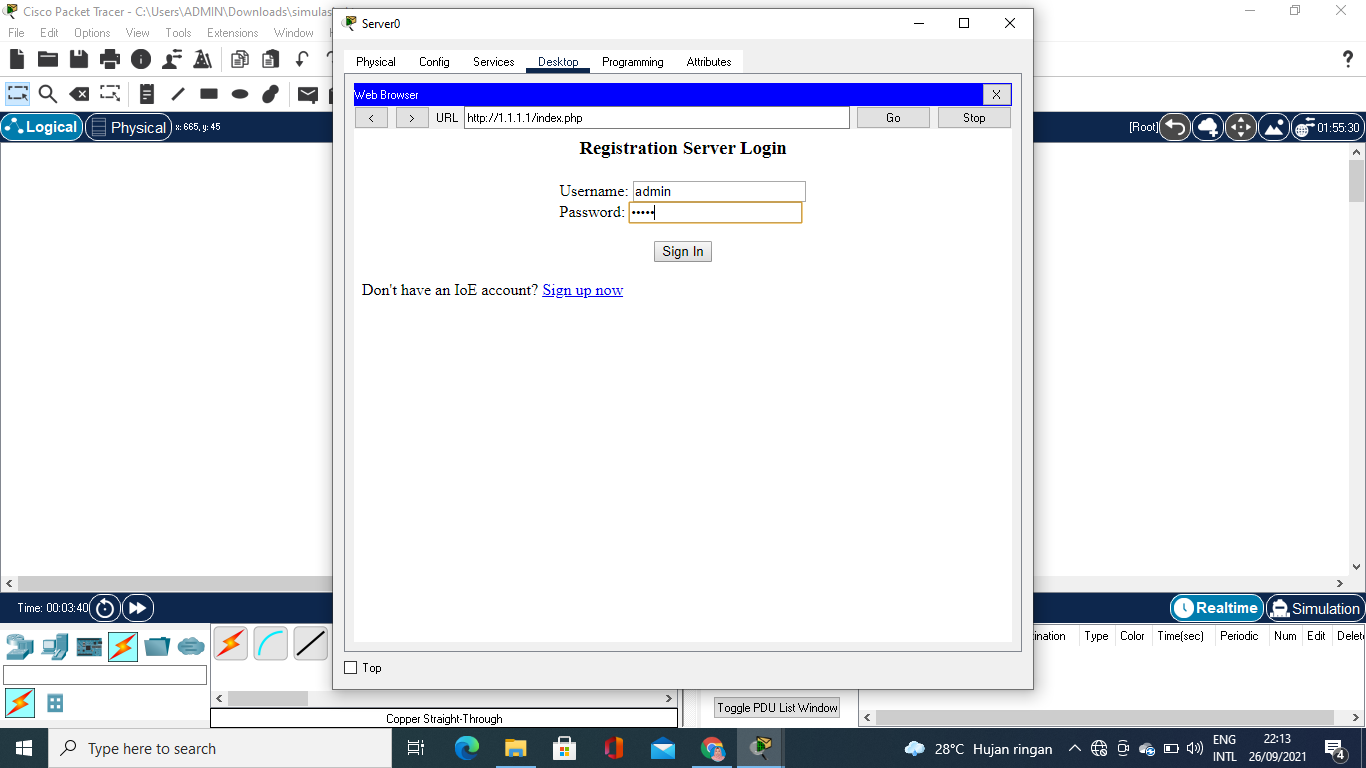 Cisco Packet Tracer - C:\Users\ADMIN\Downloads\simulas
File Edit Options View Tools Extensions Window
Server0
Physical Config Services Desktop Programming Attributes
Web Browser
X
< > URL http://1.1.1.1/index.php Go Stop
Logical Physical x: 665, y: 45
[Root] 01:55:30
Registration Server Login
Username: admin
Password: •••••
Sign In
Don't have an IoE account? Sign up now
Top
Time: 00:03:40
Realtime Simulation
ination Type Color Time(sec) Periodic Num Edit Delet
Toggle PDU List Window
Copper Straight-Through
Type here to search
28°C Hujan ringan
ENG
INTL
22:13
26/09/2021
4